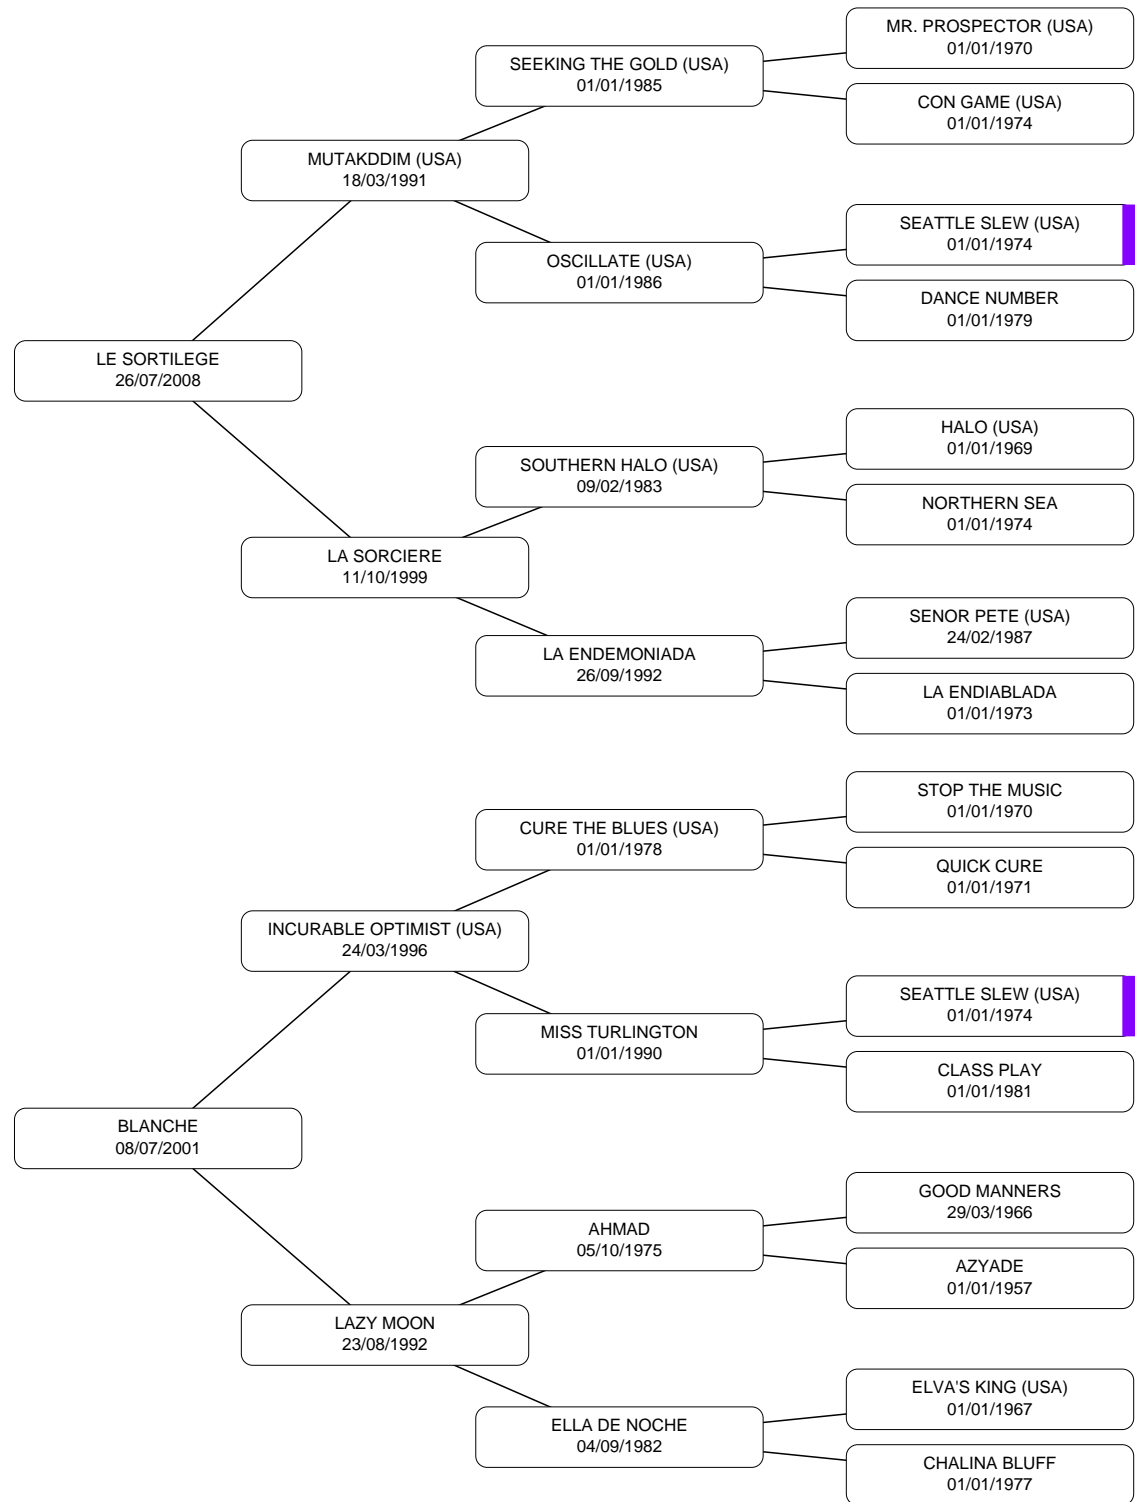 MR. PROSPECTOR (USA)
01/01/1970
SEEKING THE GOLD (USA)
01/01/1985
CON GAME (USA)
01/01/1974
MUTAKDDIM (USA)
18/03/1991
SEATTLE SLEW (USA)
01/01/1974
OSCILLATE (USA)
01/01/1986
DANCE NUMBER
01/01/1979
LE SORTILEGE
26/07/2008
HALO (USA)
01/01/1969
SOUTHERN HALO (USA)
09/02/1983
NORTHERN SEA
01/01/1974
LA SORCIERE
11/10/1999
SENOR PETE (USA)
24/02/1987
LA ENDEMONIADA
26/09/1992
LA ENDIABLADA
01/01/1973
STOP THE MUSIC
01/01/1970
CURE THE BLUES (USA)
01/01/1978
QUICK CURE
01/01/1971
INCURABLE OPTIMIST (USA)
24/03/1996
SEATTLE SLEW (USA)
01/01/1974
MISS TURLINGTON
01/01/1990
CLASS PLAY
01/01/1981
BLANCHE
08/07/2001
GOOD MANNERS
29/03/1966
AHMAD
05/10/1975
AZYADE
01/01/1957
LAZY MOON
23/08/1992
ELVA'S KING (USA)
01/01/1967
ELLA DE NOCHE
04/09/1982
CHALINA BLUFF
01/01/1977